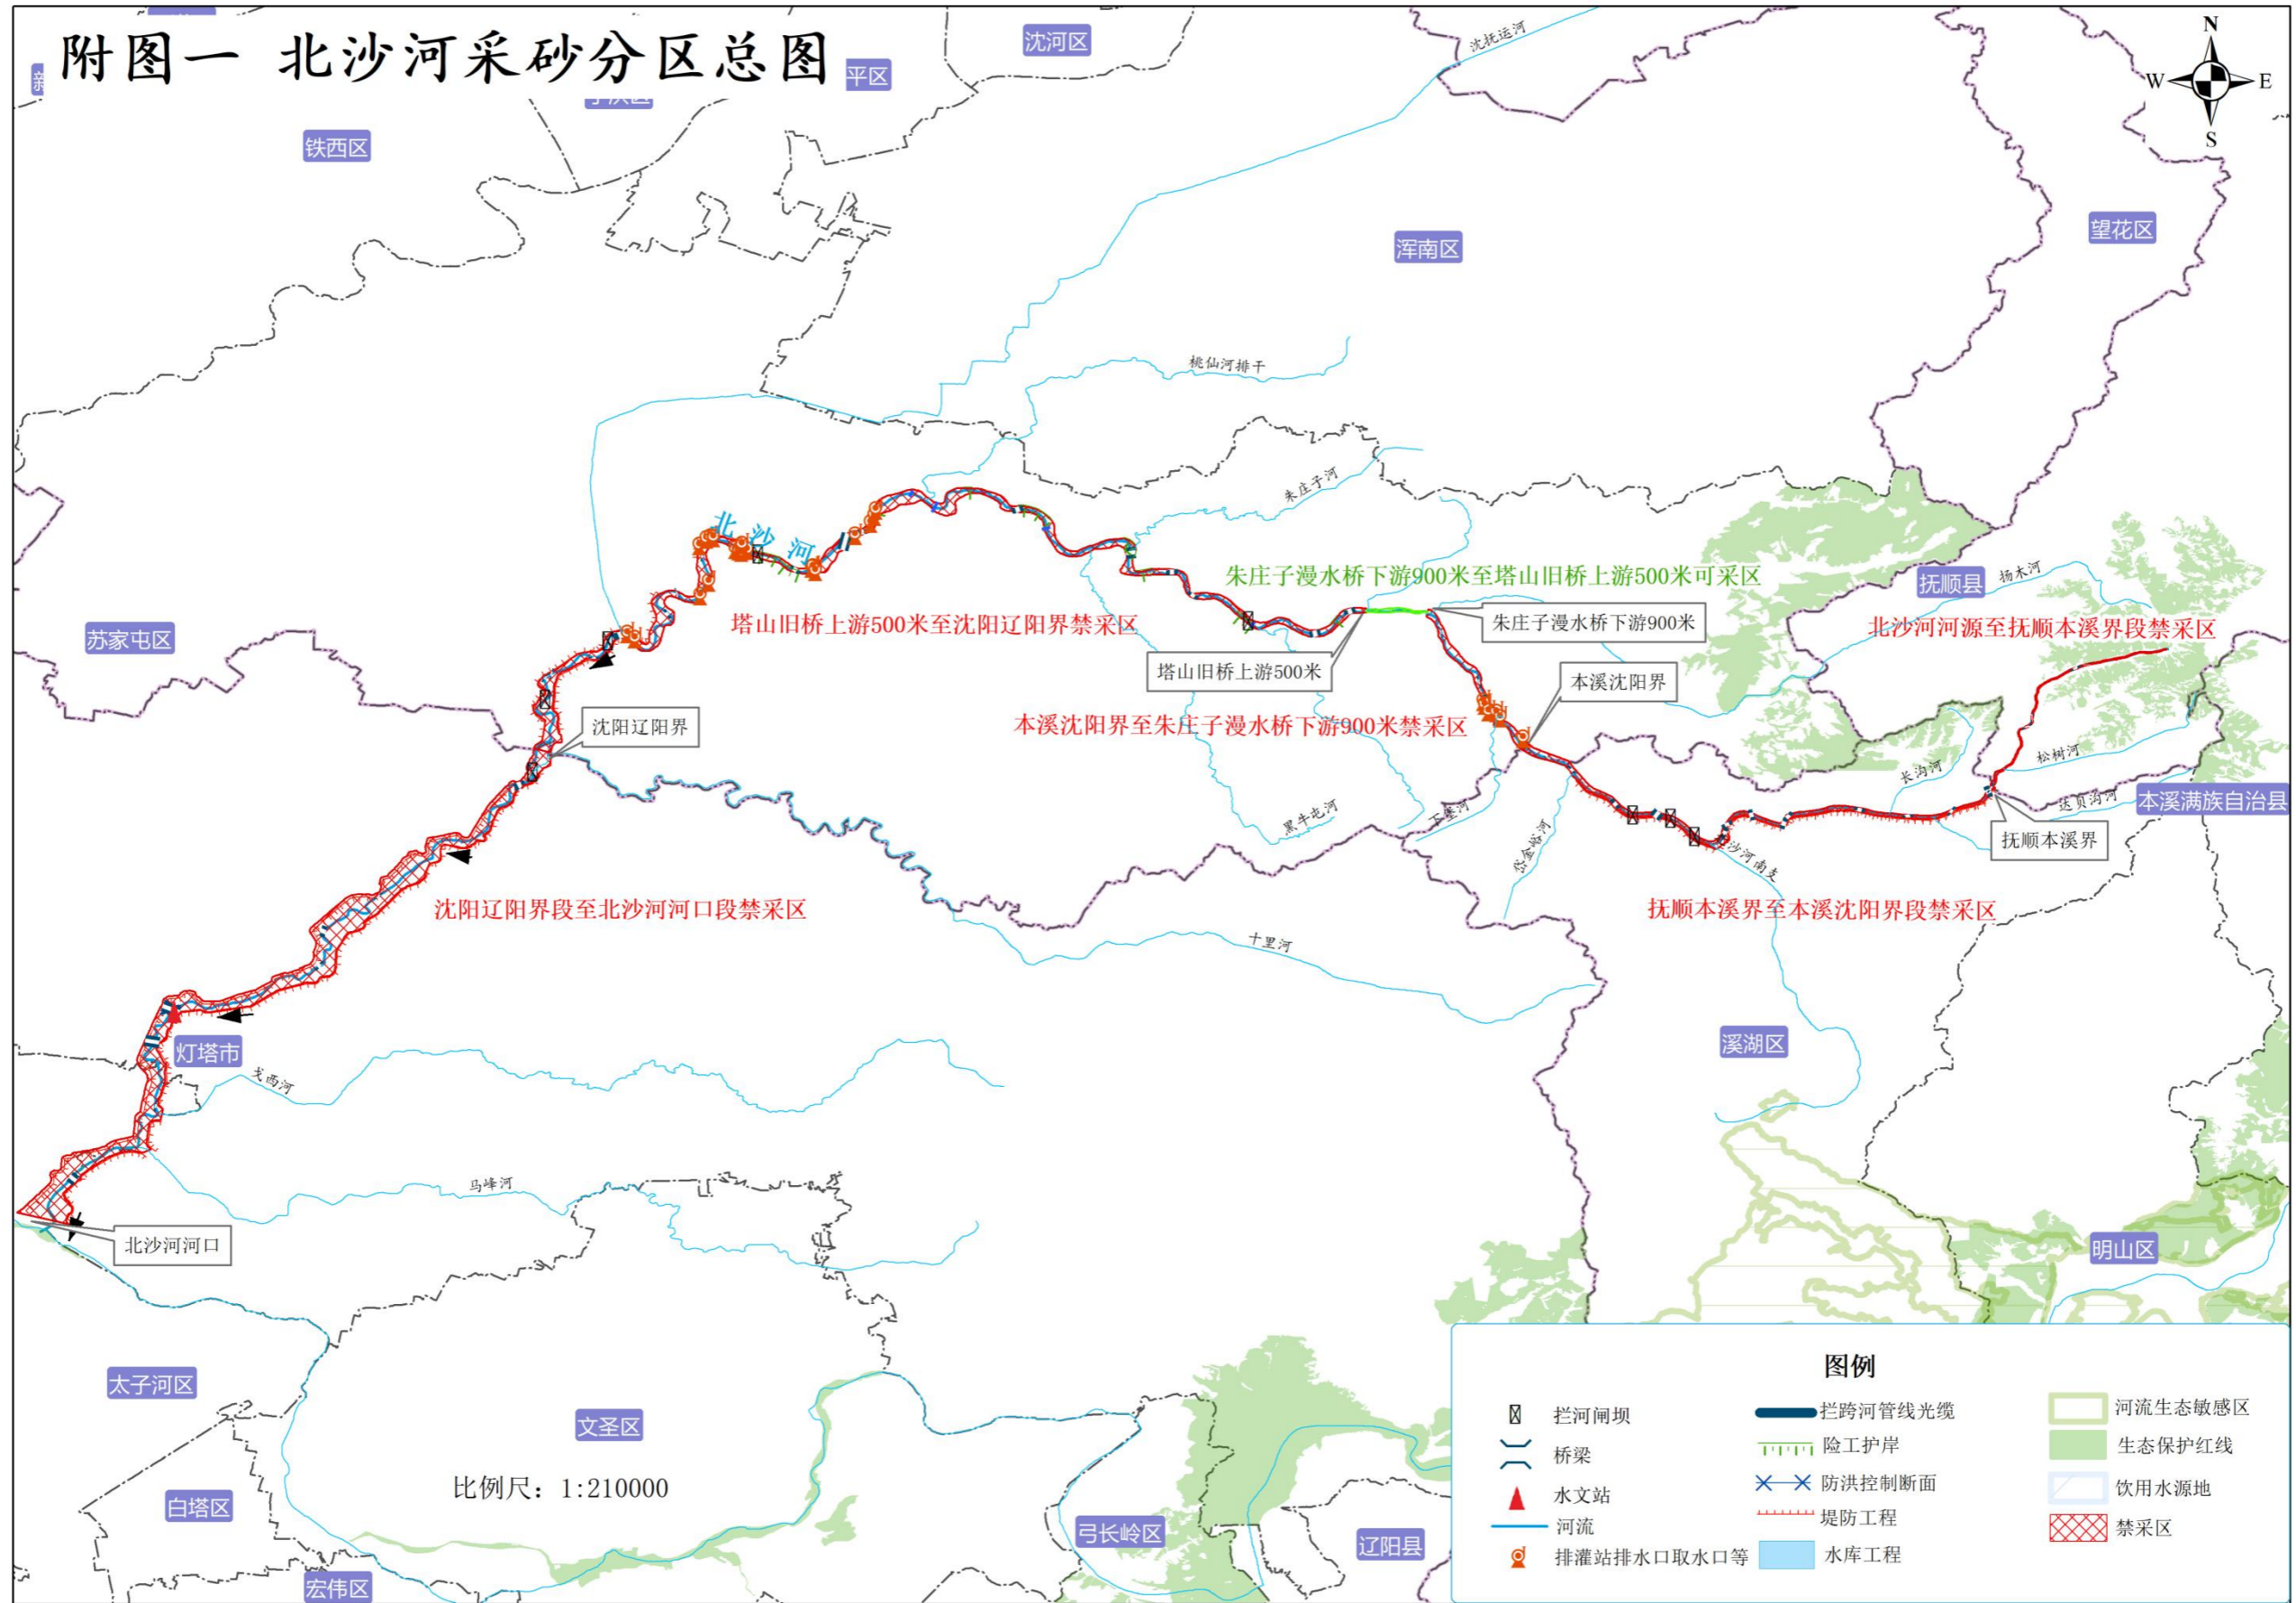 附图一 北沙河采砂分区总图
沈河区
平区
铁西区
N
W
E
S
沈抚运河
浑南区
望花区
桃仙河排干
朱庄子河
北沙河
朱庄子漫水桥下游900米至塔山旧桥上游500米可采区
抚顺县
扬木河
塔山旧桥上游500米至沈阳辽阳界禁采区
朱庄子漫水桥下游900米
北沙河河源至抚顺本溪界段禁采区
苏家屯区
塔山旧桥上游500米
本溪沈阳界
沈阳辽阳界
本溪沈阳界至朱庄子漫水桥下游900米禁采区
松树河
长沟河
达贝沟河
本溪满族自治县
黑牛屯河
下堡河
抚顺本溪界
沙河南支
沈阳辽阳界段至北沙河河口段禁采区
抚顺本溪界至本溪沈阳界段禁采区
十里河
灯塔市
溪湖区
戈西河
马峰河
北沙河河口
明山区
太子河区
文圣区
比例尺：1:210000
白塔区
弓长岭区
辽阳县
宏伟区
图例
拦河闸坝
桥梁
水文站
河流
排灌站排水口取水口等
拦跨河管线光缆
险工护岸
防洪控制断面
堤防工程
水库工程
河流生态敏感区
生态保护红线
饮用水源地
禁采区